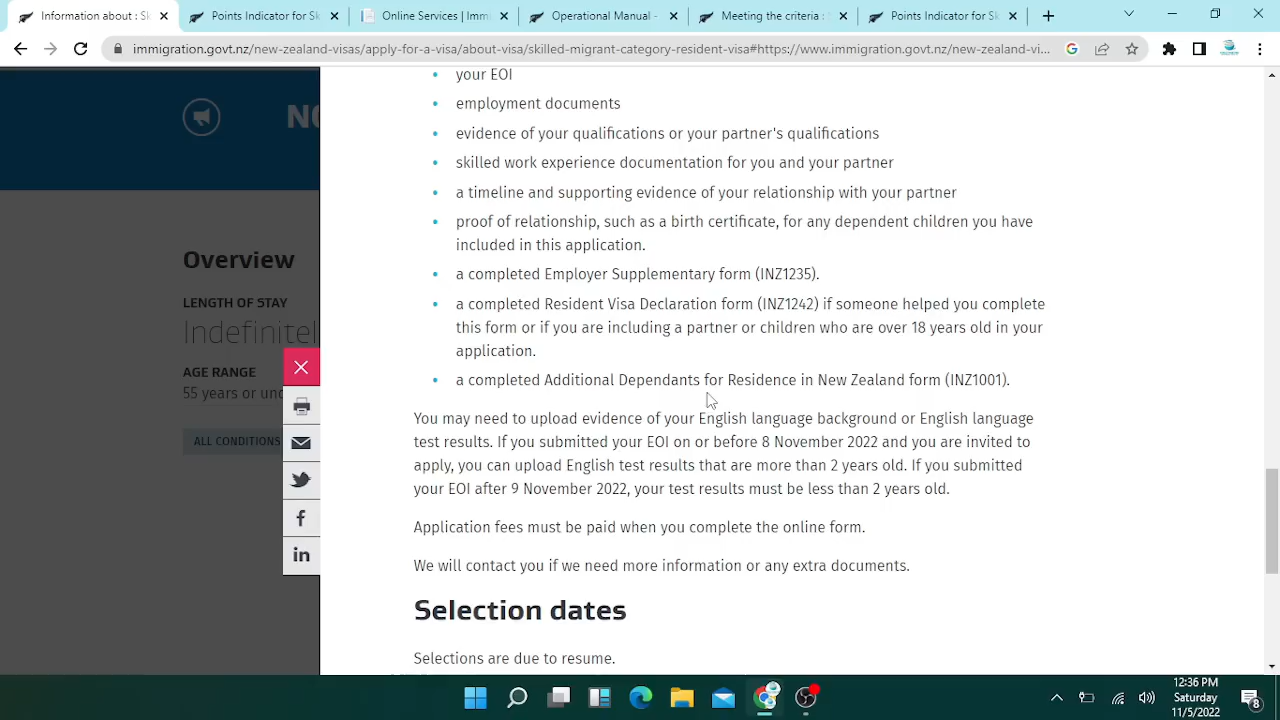 Information about : Sk
Points Indicator for Sk
Online Services | Immi
Operational Manual -
Meeting the criteria : S
Points Indicator for Sk
immigration.govt.nz/new-zealand-visas/apply-for-a-visa/about-visa/skilled-migrant-category-resident-visa#https://www.immigration.govt.nz/new-zealand-vi...
NO
Overview
LENGTH OF STAY
Indefinitel
AGE RANGE
55 years or und
ALL CONDITIONS
your EOI
employment documents
evidence of your qualifications or your partner's qualifications
skilled work experience documentation for you and your partner
a timeline and supporting evidence of your relationship with your partner
proof of relationship, such as a birth certificate, for any dependent children you have
included in this application.
a completed Employer Supplementary form (INZ1235).
a completed Resident Visa Declaration form (INZ1242) if someone helped you complete
this form or if you are including a partner or children who are over 18 years old in your
application.
a completed Additional Dependants for Residence in New Zealand form (INZ1001).
You may need to upload evidence of your English language background or English language
test results. If you submitted your EOI on or before 8 November 2022 and you are invited to
apply, you can upload English test results that are more than 2 years old. If you submitted
your EOI after 9 November 2022, your test results must be less than 2 years old.
Application fees must be paid when you complete the online form.
We will contact you if we need more information or any extra documents.
Selection dates
Selections are due to resume.
12:36 PM
Saturday
11/5/2022
8